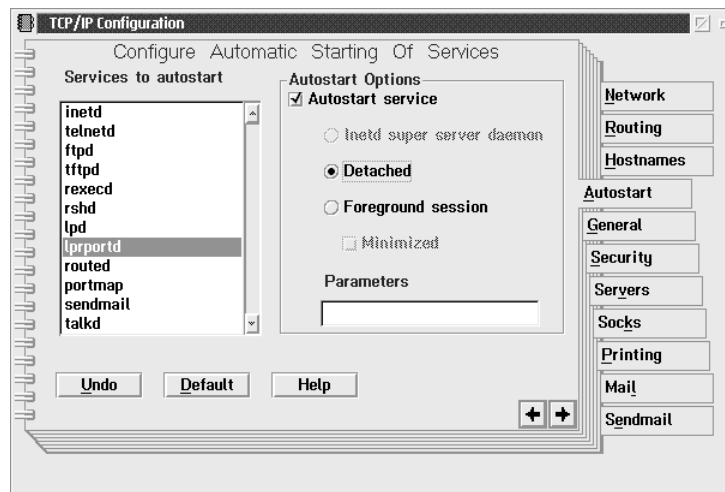 TCP/IP Configuration
Configure Automatic Starting Of Services
Services to autostart
inetd
telnetd
ftpd
tftpd
rexecd
rshd
lpd
lprportd
routed
portmap
sendmail
talkd
Autostart Options
Autostart service
Inetd super server daemon
Detached
Foreground session
Minimized
Parameters
Undo
Default
Help
Network
Routing
Hostnames
Autostart
General
Security
Servers
Socks
Printing
Mail
Sendmail